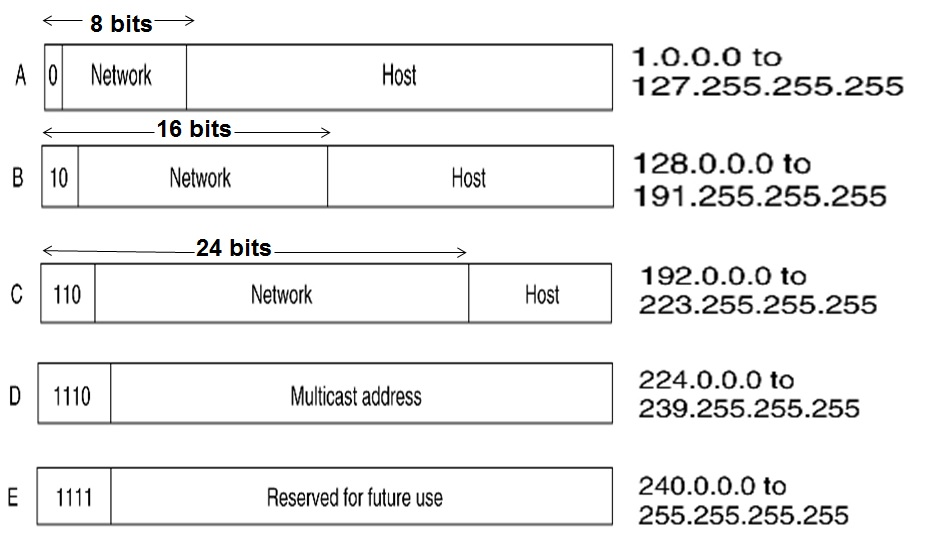 8 bits
A 0 Network Host 1.0.0.0 to
127.255.255.255
16 bits
B 10 Network Host 128.0.0.0 to
191.255.255.255
24 bits
C 110 Network Host 192.0.0.0 to
223.255.255.255
D 1110 Multicast address 224.0.0.0 to
239.255.255.255
E 1111 Reserved for future use 240.0.0.0 to
255.255.255.255